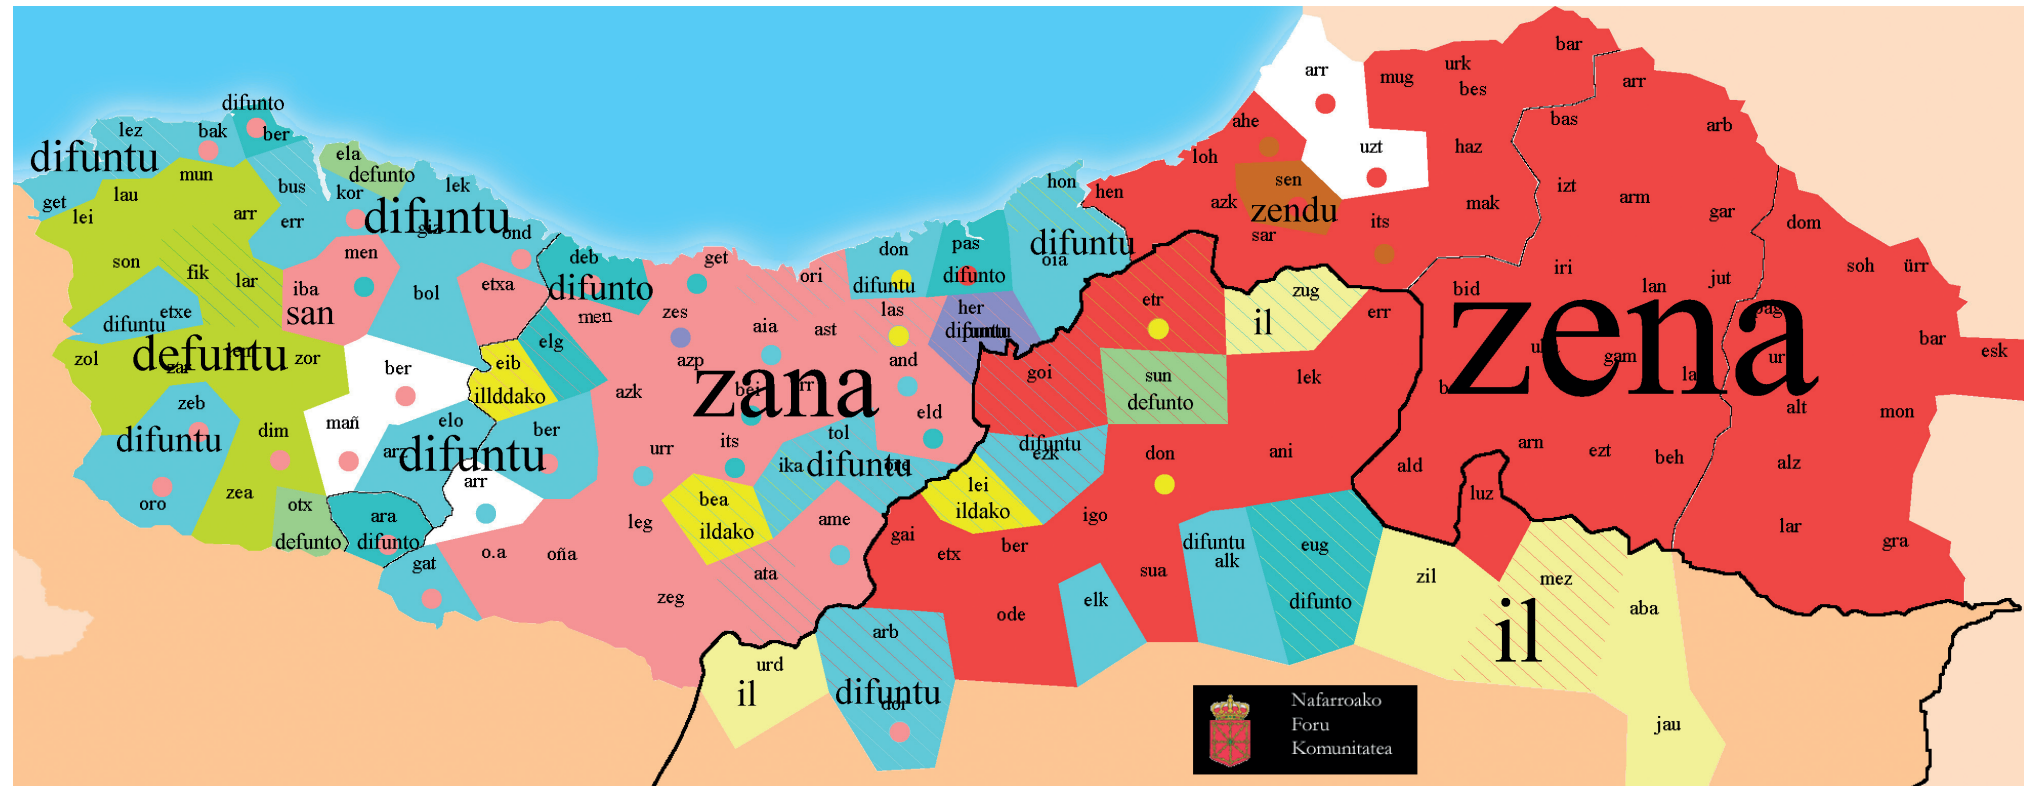 difunto
lez
bak
ber
difuntu
ela
defunto
mun
get
lau
lei
arr
bus
kor
lek
err
difuntu
ond
son
fik
lar
men
iba
san
bol
etxa
etxe
difuntu
zol
defuntu
zor
zeb
difuntu
dim
oro
zea
otx
defunto
ber
mañ
elo
difuntu
arr
ara
difunto
gat
deb
difunto
men
elg
eib
illddako
ber
get
zes
azp
azk
zana
aia
ast
ori
don
difuntu
las
and
eld
pas
difunto
her
hon
difuntu
oia
urr
its
tol
ika
difuntu
bea
ildako
leg
ame
o.a
oña
ata
zeg
hen
ahe
loh
azk
sar
sen
zendu
arr
uzt
its
mug
urk
bes
bar
haz
mak
bas
arr
arb
izt
arm
gar
dom
iri
lan
jut
soh
ürr
bid
zena
gam
bar
esk
alt
mon
ald
arn
ezt
beh
alz
luz
lar
gra
etr
zug
il
err
goi
sun
defunto
lek
difuntu
ezk
don
ani
lei
ildako
igo
gai
etx
ber
sua
ode
elk
difuntu
alk
eug
difunto
zil
mez
aba
il
jau
urd
il
arb
difuntu
dor
Nafarroako
Foru
Komunitatea